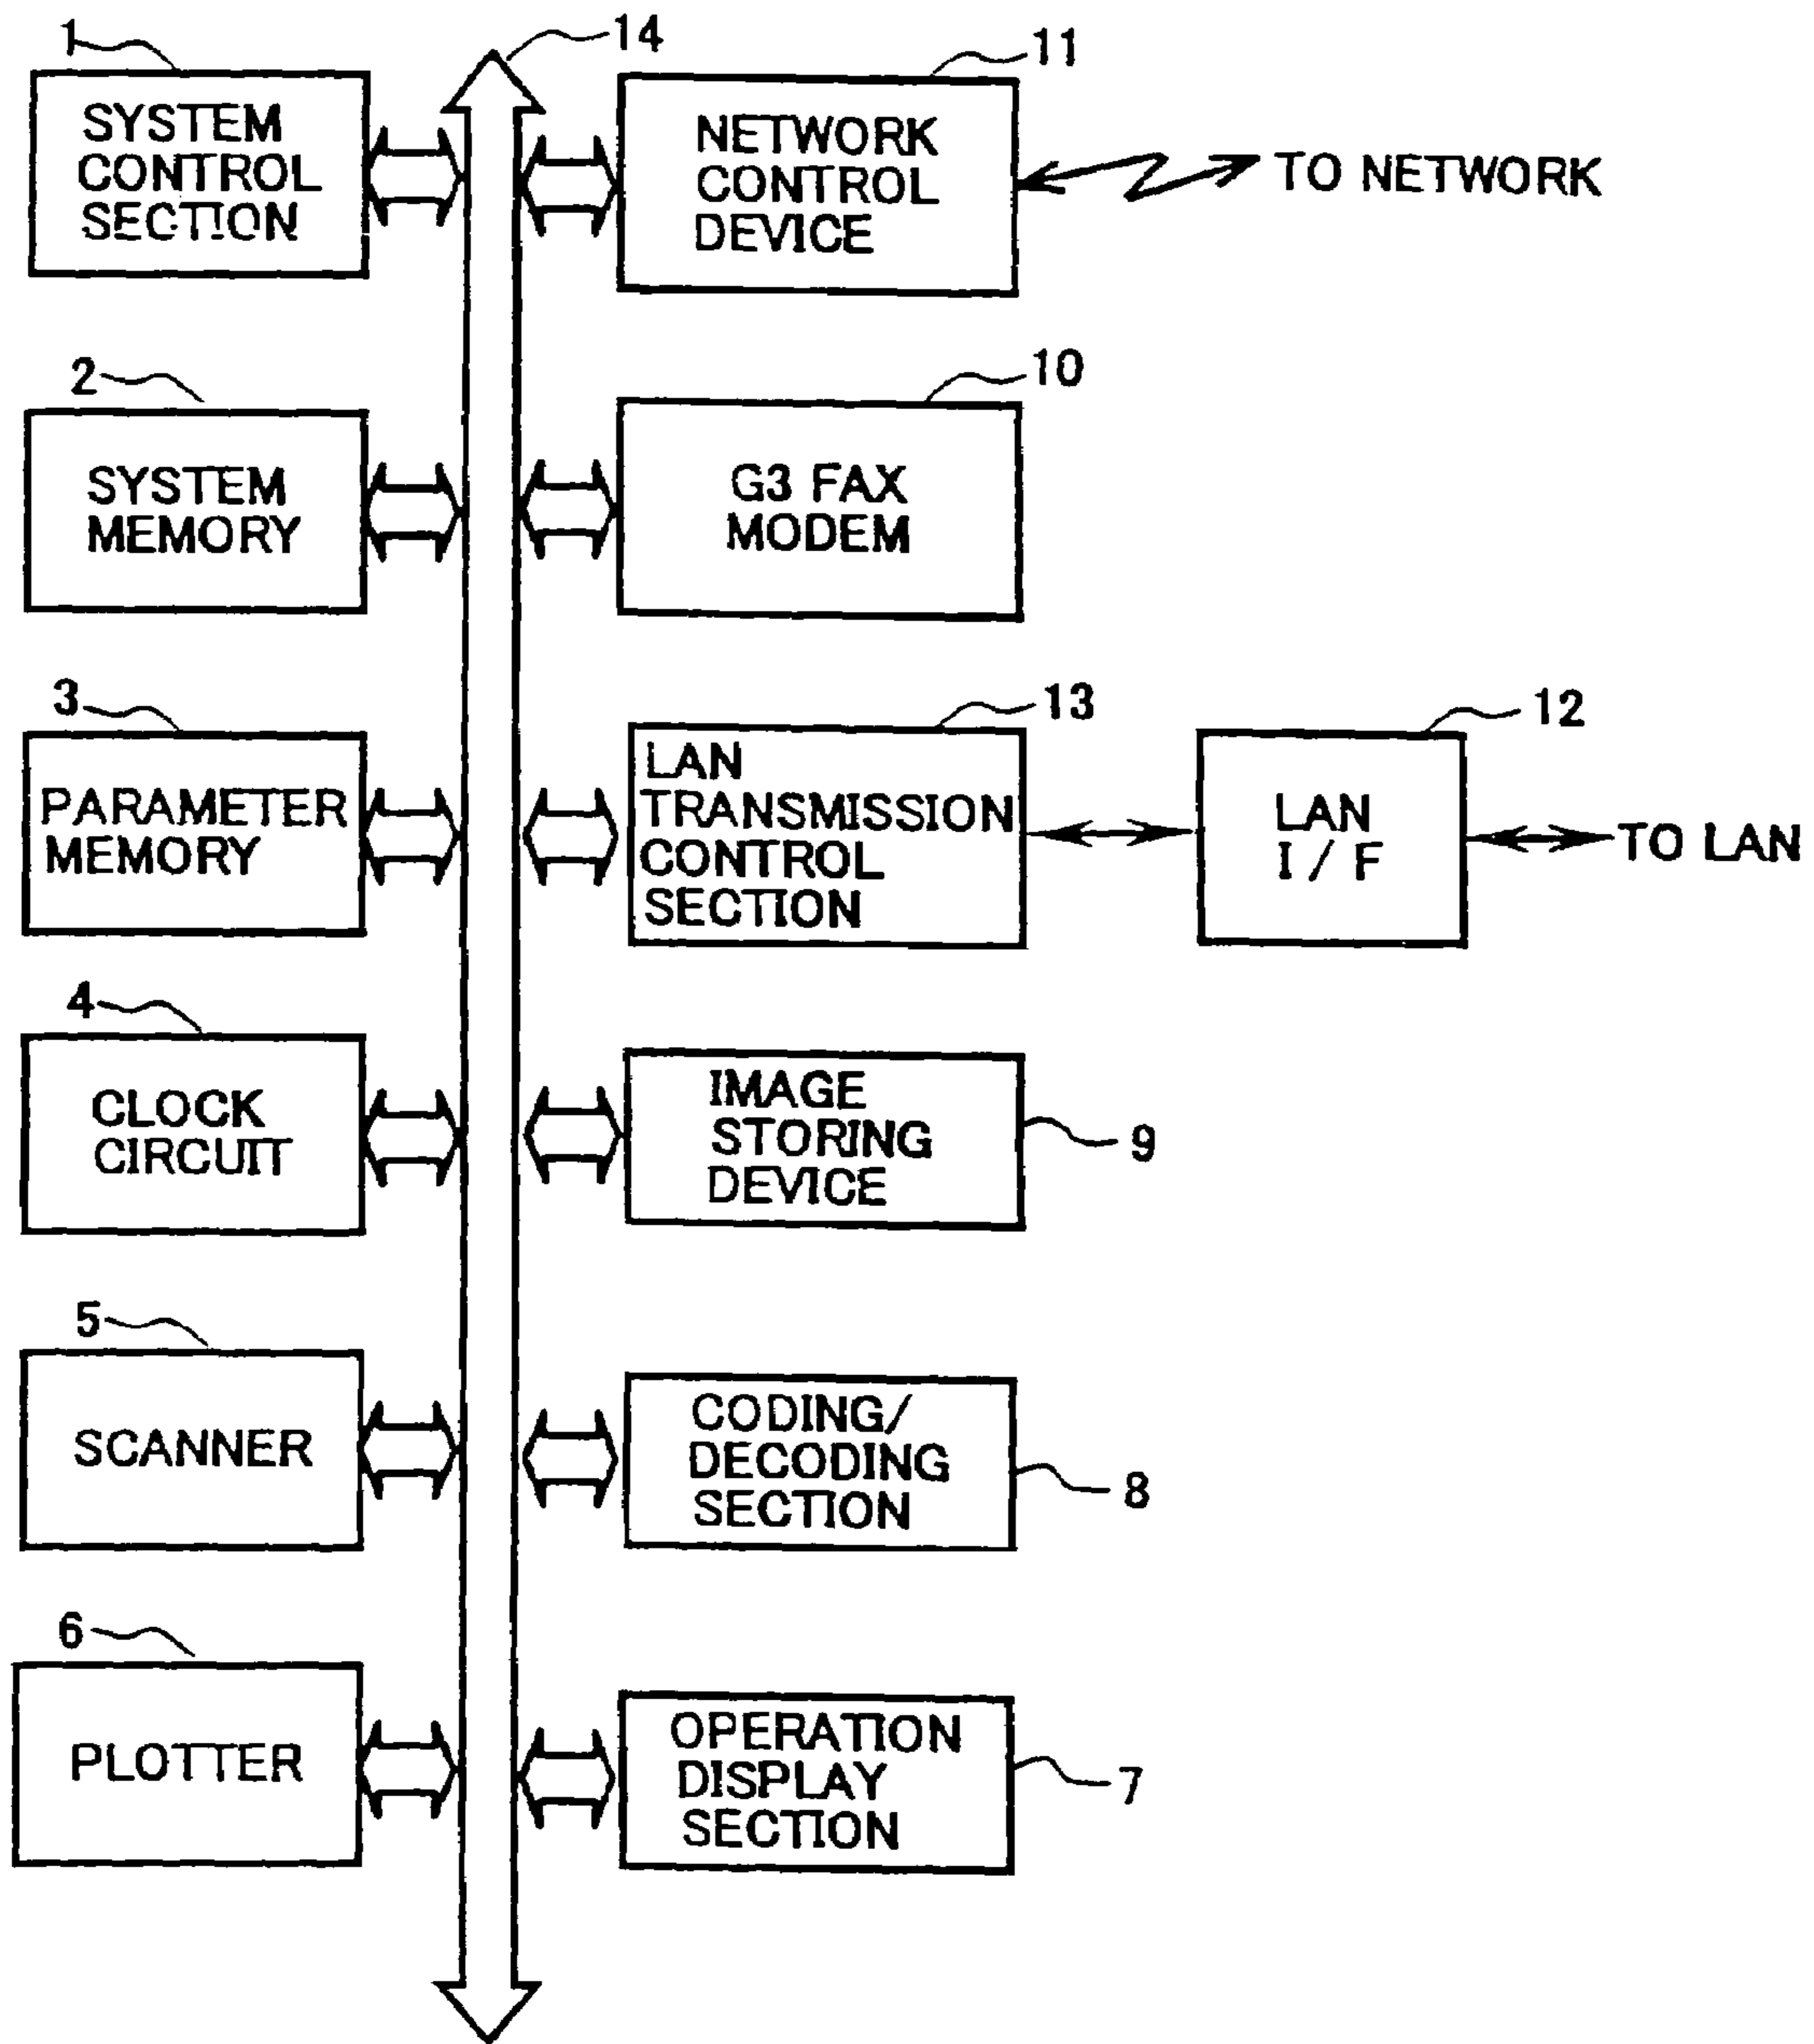 1
SYSTEM
CONTROL
SECTION
14
11
NETWORK
CONTROL
DEVICE
TO NETWORK
2
SYSTEM
MEMORY
10
G3 FAX
MODEM
3
PARAMETER
MEMORY
13
LAN
TRANSMISSION
CONTROL
SECTION
12
LAN
I / F
TO LAN
4
CLOCK
CIRCUIT
IMAGE
STORING
DEVICE
9
5
SCANNER
CODING/
DECODING
SECTION
8
6
PLOTTER
OPERATION
DISPLAY
SECTION
7